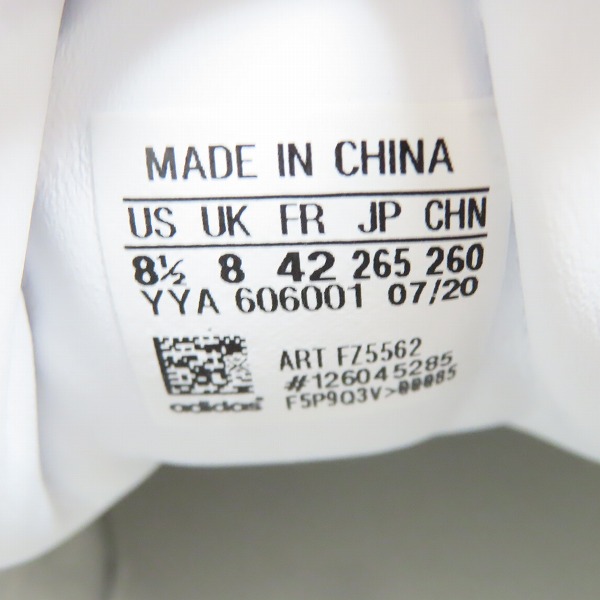 MADE IN CHINA
US UK FR JP CHN
8½ 8 42 265 260
YYA 606001 07/20
ART FZ5562
#126045285
F5P9Q3V>00085
adidas